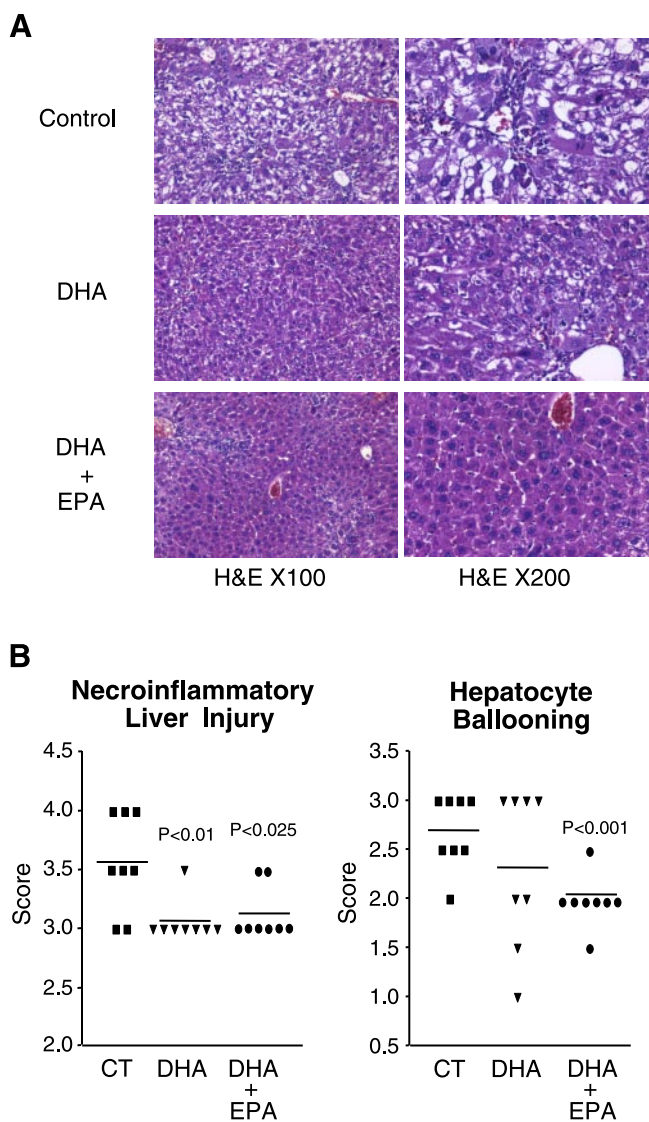 A
Control
DHA
DHA
+
EPA
H&E X100
H&E X200
B
Necroinflammatory
Liver Injury
Score
4.5
4.0
3.5
3.0
2.5
2.0
P<0.01
P<0.025
CT
DHA
DHA
+
EPA
Hepatocyte
Ballooning
Score
3.5
3.0
2.5
2.0
1.5
1.0
0.5
P<0.001
CT
DHA
DHA
+
EPA